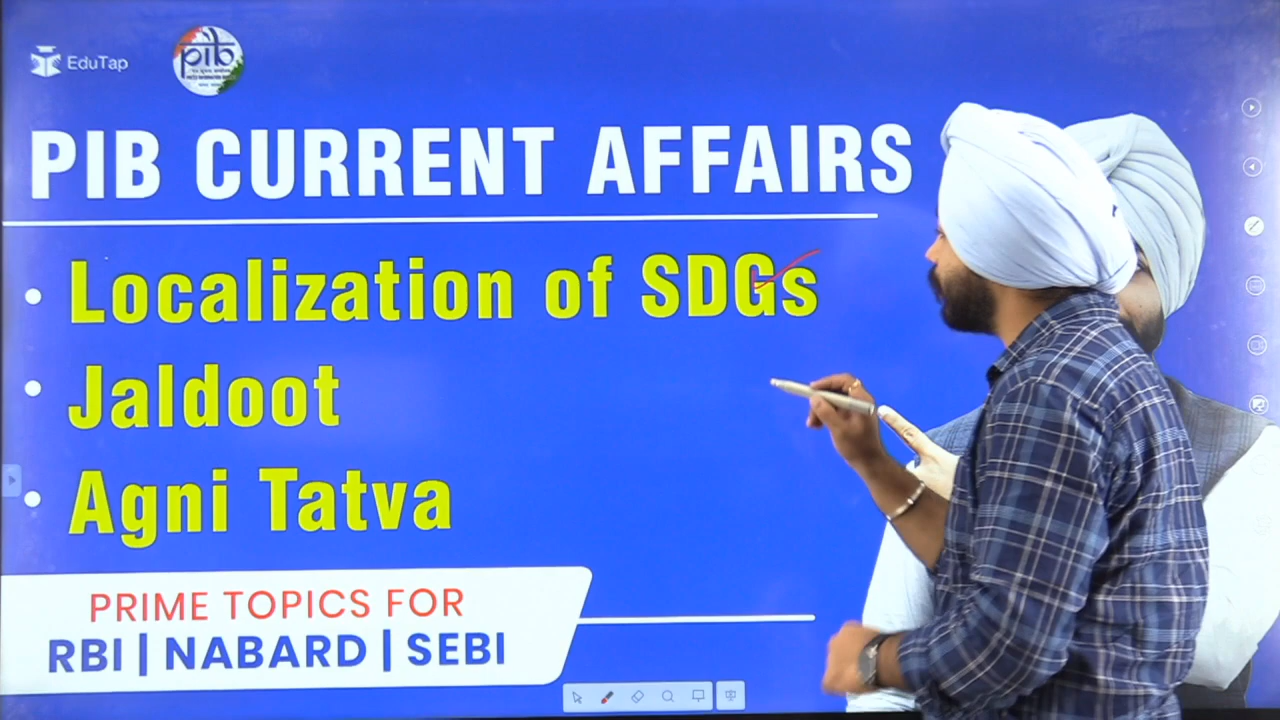 EduTap
pib
PIB CURRENT AFFAIRS
• Localization of SDGs
• Jaldoot
• Agni Tatva
PRIME TOPICS FOR
RBI | NABARD | SEBI